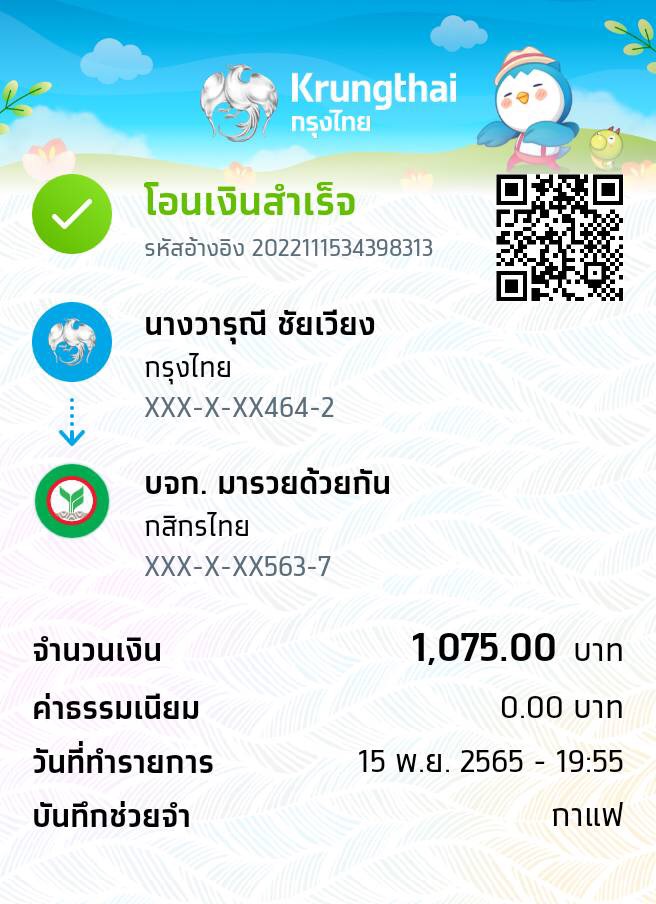 Krungthai
กรุงไทย
โอนเงินสำเร็จ
รหัสอ้างอิง 2022111534398313
นางวารุณี ชัยเวียง
กรุงไทย
XXX-X-XX464-2
บจก. มารวยด้วยกัน
กสิกรไทย
XXX-X-XX563-7
จำนวนเงิน 1,075.00 บาท
ค่าธรรมเนียม 0.00 บาท
วันที่ทำรายการ 15 พ.ย. 2565 - 19:55
บันทึกช่วยจำ กาแฟ